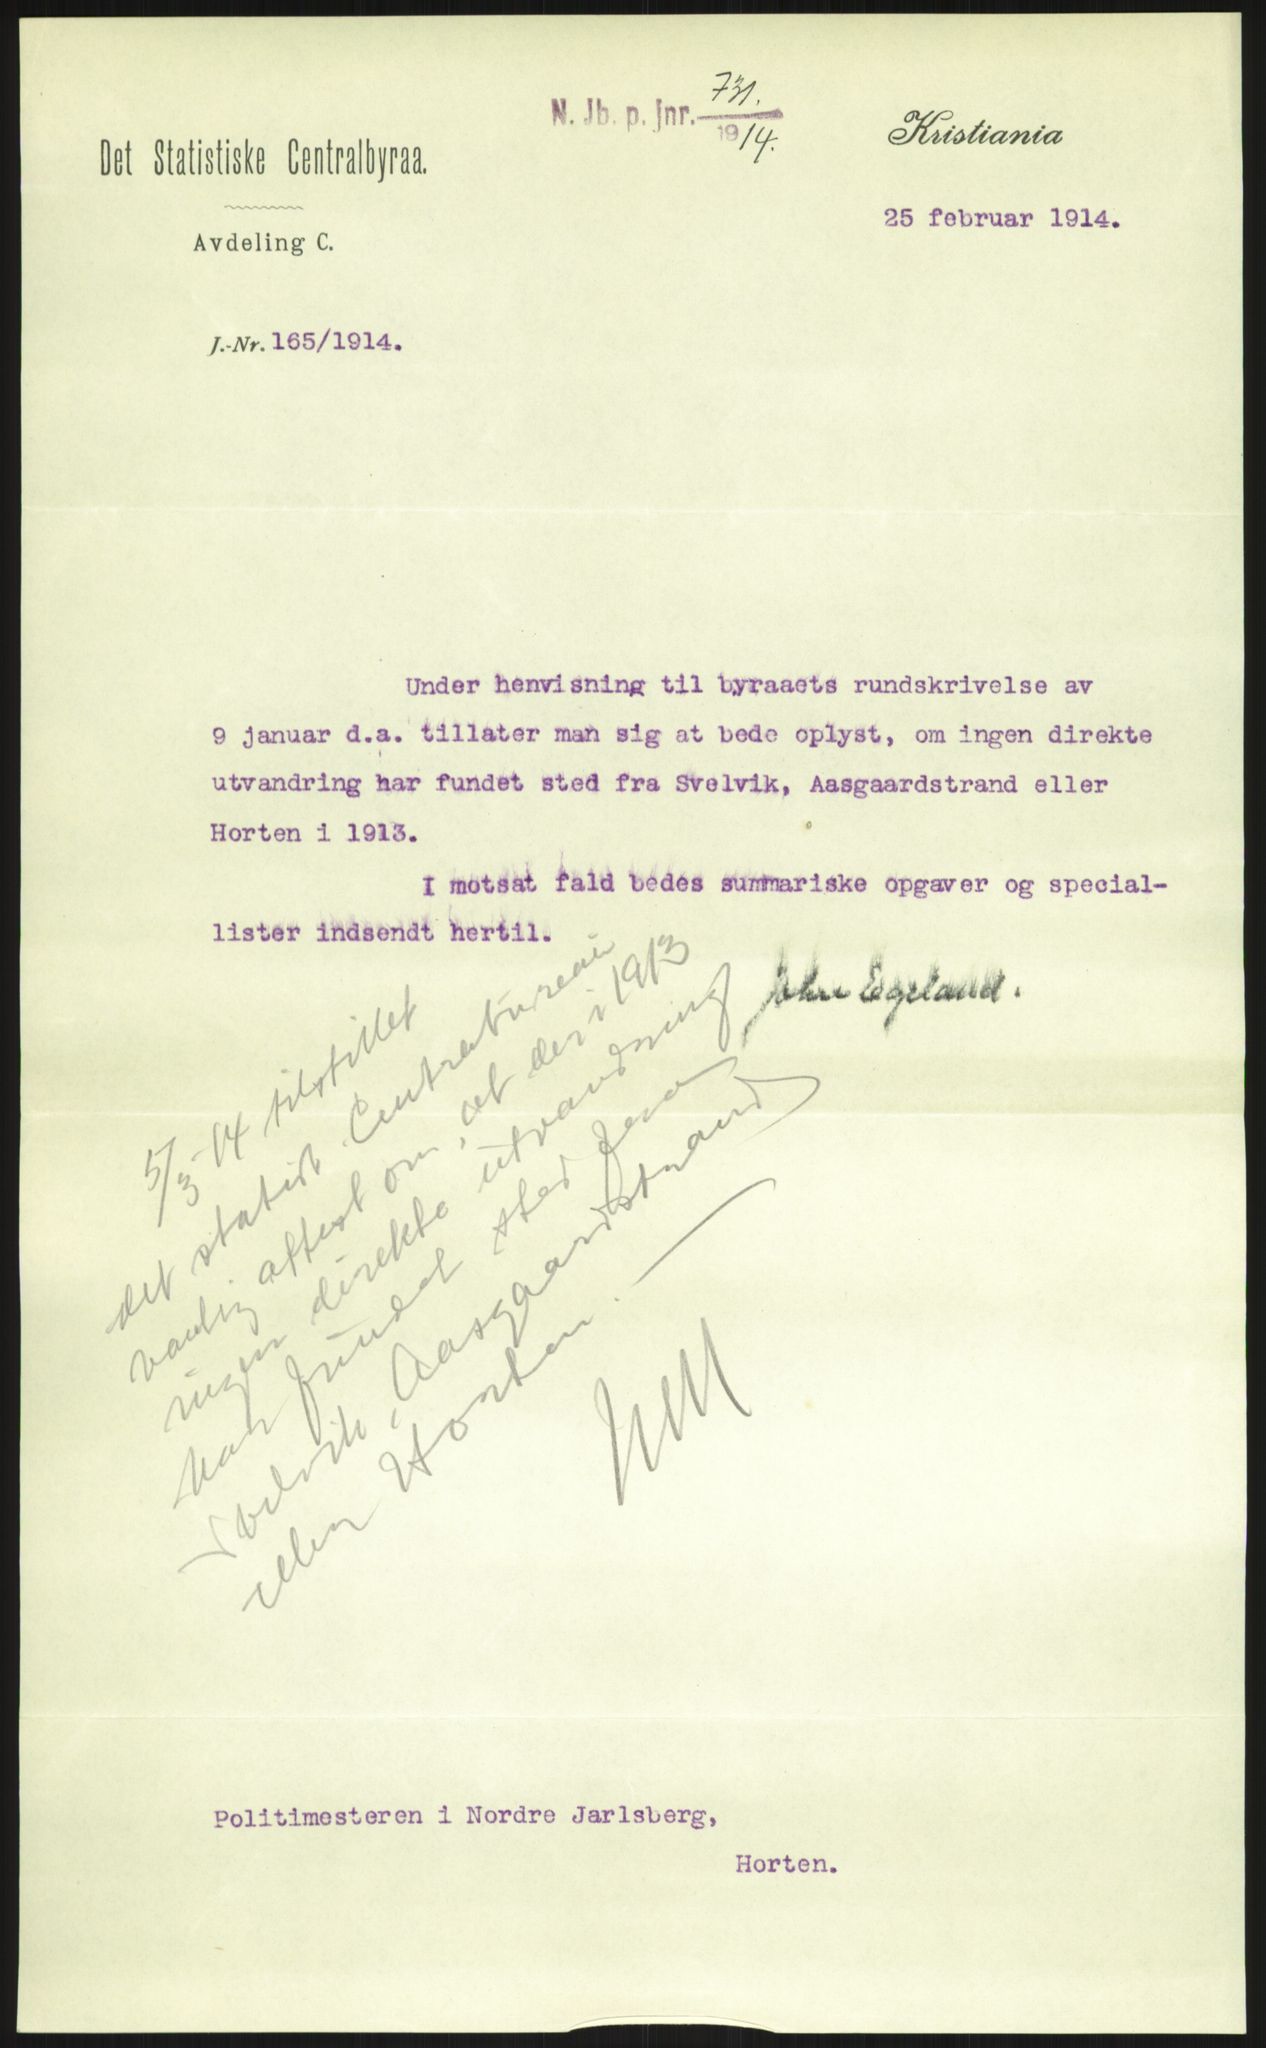 N. Jb. p. jnr. 731.
1914.
Kristiania
Det Statistiske Centralbyraa.
25 februar 1914.
Avdeling C.
J.-Nr. 165/1914.
Under henvisning til byraaets rundskrivelse av
9 januar d.a. tillater man sig at bede oplyst, om ingen direkte
utvandring har fundet sted fra Svelvik, Aasgaardstrand eller
Horten i 1913.
I motsat fald bedes summariske opgaver og special-
lister indsendt hertil.
John Egeland.
5/3 14 tilstillet
det statist. Centralbureau
vanlig attest om, at der i 1913
ingen direkte utvandring
har fundet sted fra
Svelvik, Aasgaardstrand
eller Horten. —
Politimesteren i Nordre Jarlsberg,
Horten.